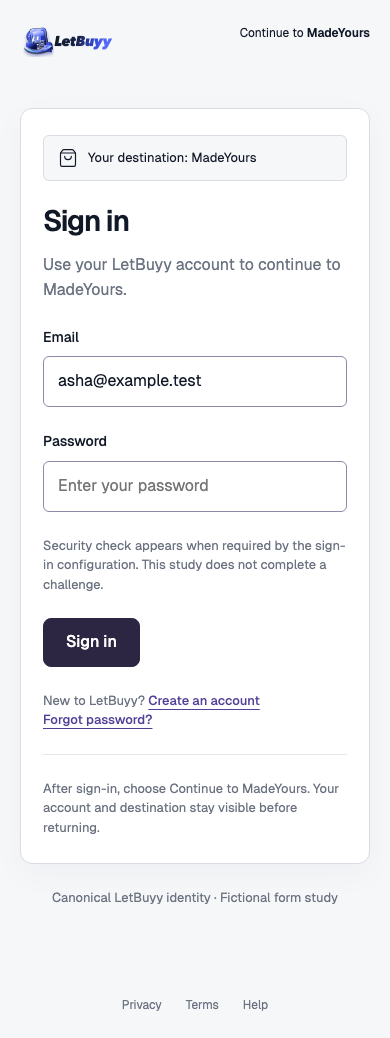 LetBuyy
Continue to MadeYours
Your destination: MadeYours
Sign in
Use your LetBuyy account to continue to
MadeYours.
Email
asha@example.test
Password
Enter your password
Security check appears when required by the sign-
in configuration. This study does not complete a
challenge.
Sign in
New to LetBuyy? Create an account
Forgot password?
After sign-in, choose Continue to MadeYours. Your
account and destination stay visible before
returning.
Canonical LetBuyy identity · Fictional form study
Privacy Terms Help